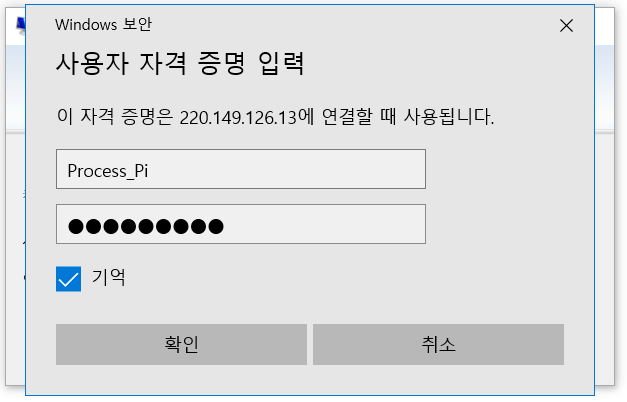 Windows 보안
사용자 자격 증명 입력
이 자격 증명은 220.149.126.13에 연결할 때 사용됩니다.
Process_Pi
●●●●●●●●●
기억
확인
취소